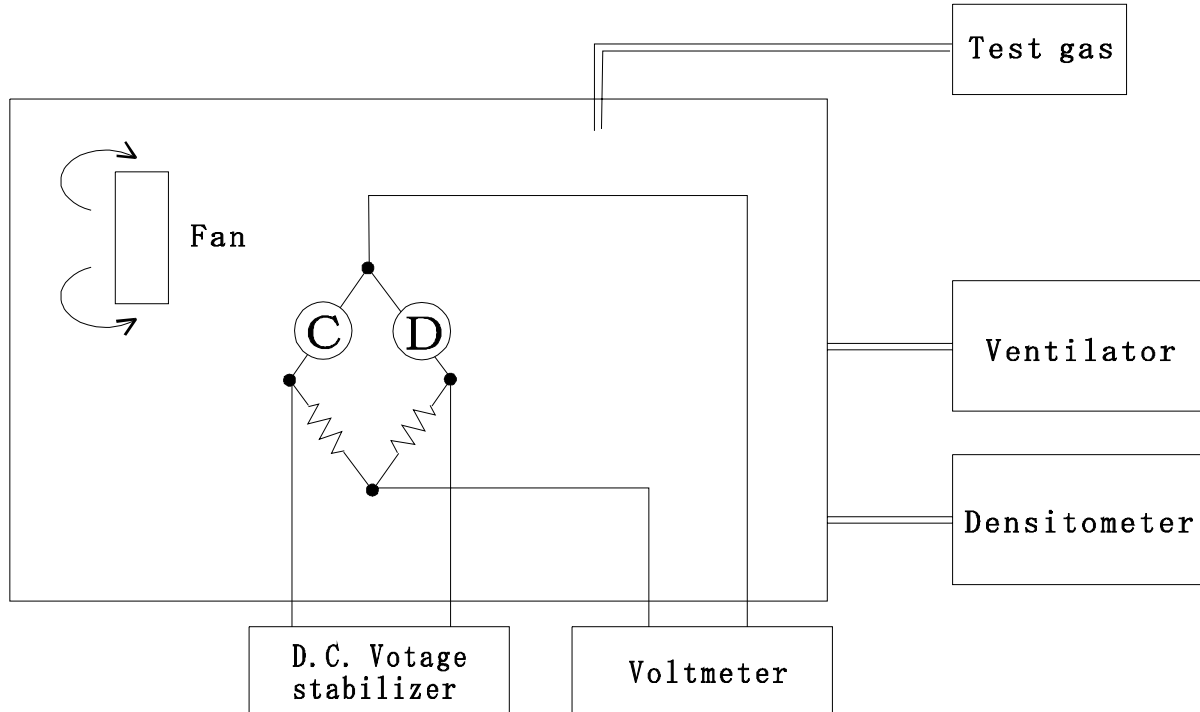 Test gas
Fan
C
D
Ventilator
Densitometer
D.C. Votage
stabilizer
Voltmeter